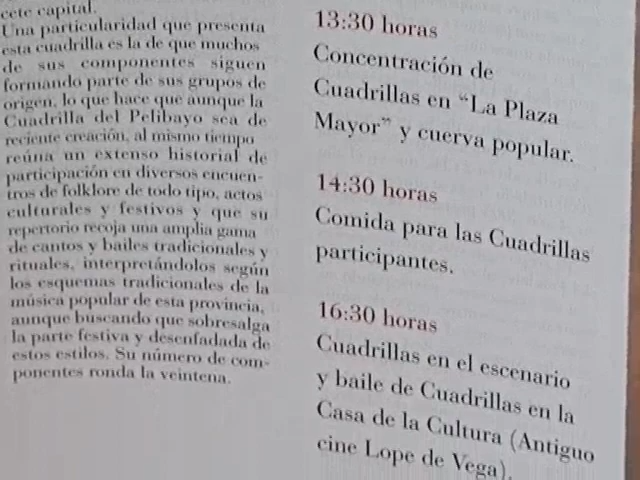 cete capital.
Una particularidad que presenta
esta cuadrilla es la de que muchos
de sus componentes siguen
formando parte de sus grupos de
origen, lo que hace que aunque la
Cuadrilla del Pelibayo sea de
reciente creación, al mismo tiempo
reúna un extenso historial de
participación en diversos encuen-
tros de folklore de todo tipo, actos
culturales y festivos y que su
repertorio recoja una amplia gama
de cantos y bailes tradicionales y
rituales, interpretándolos según
los esquemas tradicionales de la
música popular de esta provincia,
aunque buscando que sobresalga
la parte festiva y desenfadada de
estos estilos. Su número de com-
ponentes ronda la veintena.
13:30 horas
Concentración de
Cuadrillas en “La Plaza
Mayor” y cuerva popular.
14:30 horas
Comida para las Cuadrillas
participantes.
16:30 horas
Cuadrillas en el escenario
y baile de Cuadrillas en la
Casa de la Cultura (Antiguo
cine Lope de Vega).